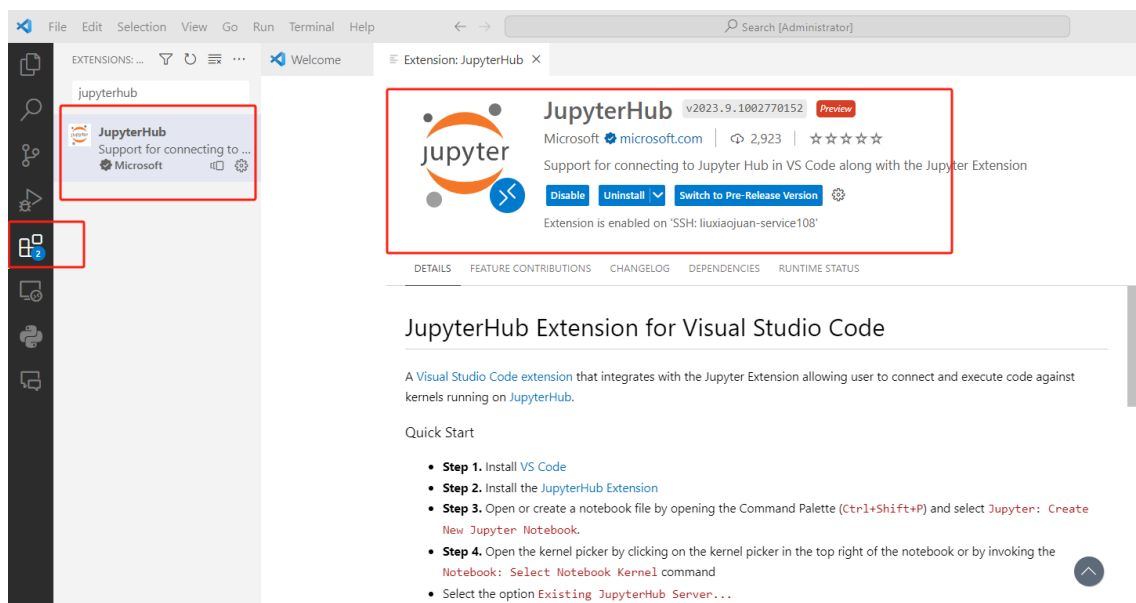 File Edit Selection View Go Run Terminal Help
Search [Administrator]
EXTENSIONS: ...
Welcome
Extension: JupyterHub
jupyterhub
JupyterHub
Support for connecting to ...
Microsoft
2
jupyter
JupyterHub v2023.9.1002770152 Preview
Microsoft microsoft.com 2,923
Support for connecting to Jupyter Hub in VS Code along with the Jupyter Extension
Disable Uninstall Switch to Pre-Release Version
Extension is enabled on 'SSH: liuxiaojuan-service108'
DETAILS FEATURE CONTRIBUTIONS CHANGELOG DEPENDENCIES RUNTIME STATUS
JupyterHub Extension for Visual Studio Code
A Visual Studio Code extension that integrates with the Jupyter Extension allowing user to connect and execute code against
kernels running on JupyterHub.
Quick Start
• Step 1. Install VS Code
• Step 2. Install the JupyterHub Extension
• Step 3. Open or create a notebook file by opening the Command Palette (Ctrl+Shift+P) and select Jupyter: Create
New Jupyter Notebook.
• Step 4. Open the kernel picker by clicking on the kernel picker in the top right of the notebook or by invoking the
Notebook: Select Notebook Kernel command
• Select the option Existing JupyterHub Server...